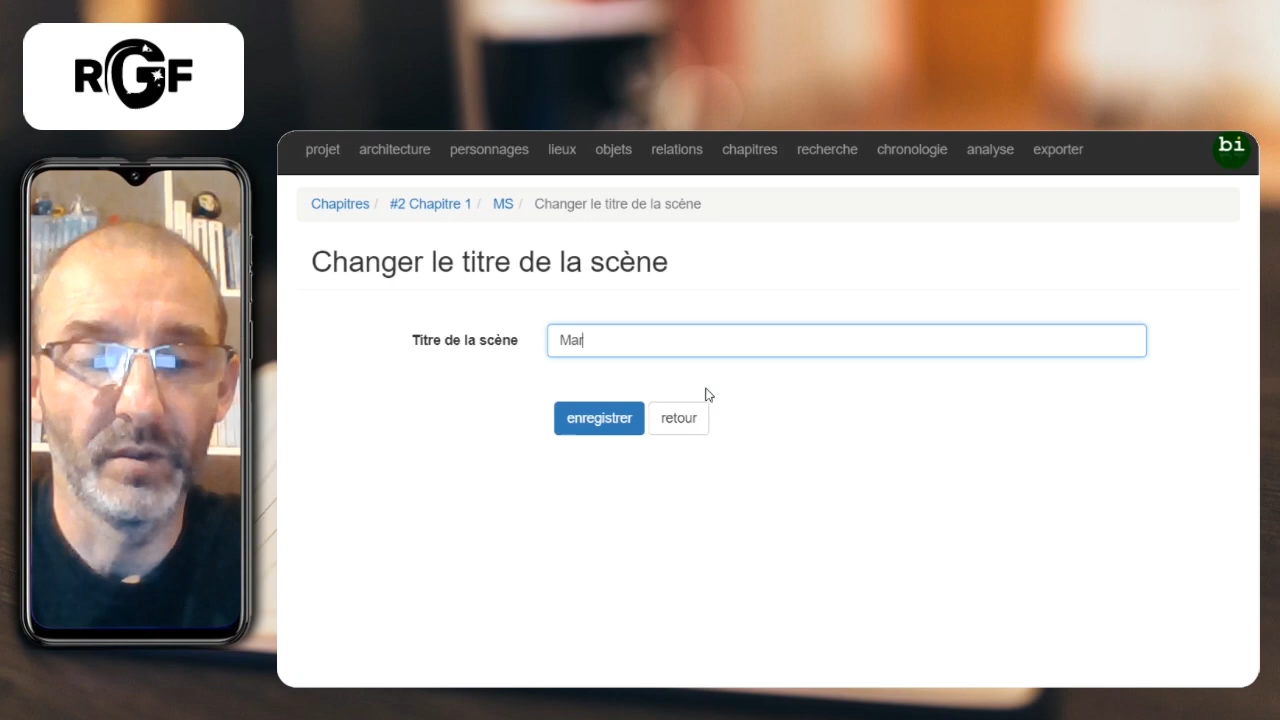 RGF
projet architecture personnages lieux objets relations chapitres recherche chronologie analyse exporter bi
Chapitres / #2 Chapitre 1 / MS / Changer le titre de la scène
Changer le titre de la scène
Titre de la scène Mar
enregistrer retour